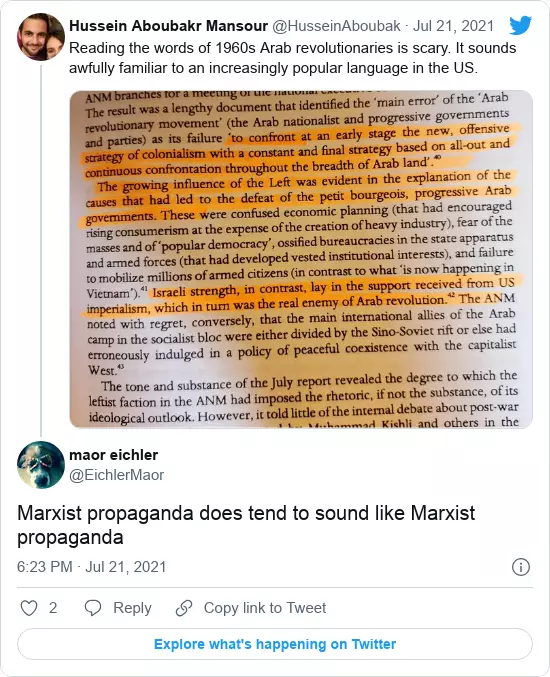 Hussein Aboubakr Mansour @HusseinAboubak · Jul 21, 2021
Reading the words of 1960s Arab revolutionaries is scary. It sounds
awfully familiar to an increasingly popular language in the US.
ANM branches for a meeting of the national
The result was a lengthy document that identified the 'main error' of the 'Arab
revolutionary movement' (the Arab nationalist and progressive governments
and parties) as its failure 'to confront at an early stage the new, offensive
strategy of colonialism with a constant and final strategy based on all-out and
continuous confrontation throughout the breadth of Arab land'.⁴⁰
The growing influence of the Left was evident in the explanation of the
causes that had led to the defeat of the petit bourgeois, progressive Arab
governments. These were confused economic planning (that had encouraged
rising consumerism at the expense of the creation of heavy industry), fear of the
masses and of 'popular democracy', ossified bureaucracies in the state apparatus
and armed forces (that had developed vested institutional interests), and failure
to mobilize millions of armed citizens (in contrast to what 'is now happening in
Vietnam').⁴¹ Israeli strength, in contrast, lay in the support received from US
imperialism, which in turn was the real enemy of Arab revolution.⁴² The ANM
noted with regret, conversely, that the main international allies of the Arab
camp in the socialist bloc were either divided by the Sino-Soviet rift or else had
erroneously indulged in a policy of peaceful coexistence with the capitalist
West.⁴³
The tone and substance of the July report revealed the degree to which the
leftist faction in the ANM had imposed the rhetoric, if not the substance, of its
ideological outlook. However, it told little of the internal debate about post-war
Muhammad Kishli and others in the
maor eichler
@EichlerMaor
Marxist propaganda does tend to sound like Marxist
propaganda
6:23 PM · Jul 21, 2021
2 Reply Copy link to Tweet
Explore what's happening on Twitter